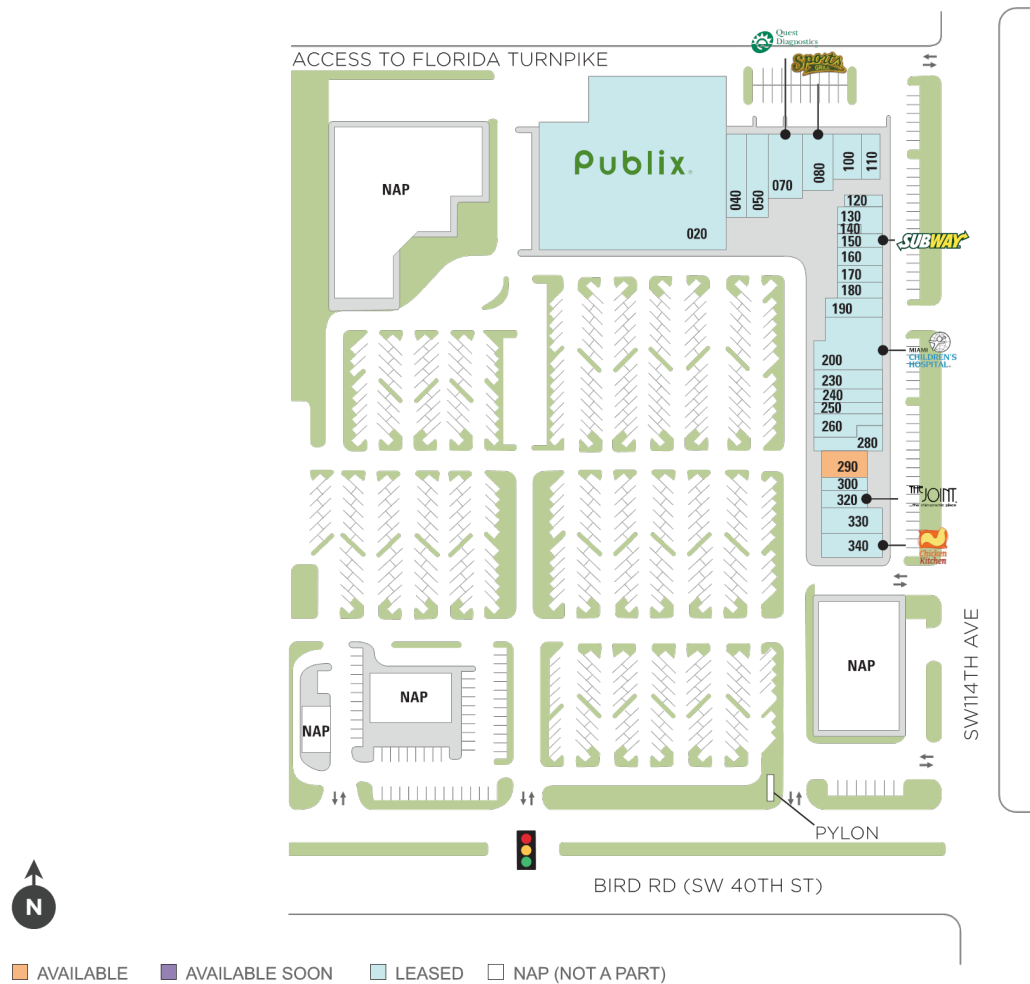 Quest
Diagnostics
ACCESS TO FLORIDA TURNPIKE
Sports
GRILL
Publix
NAP
020
040
050
070
080
100
110
120
130
140
150
SUBWAY
160
170
180
190
200
MIAMI
CHILDREN'S
HOSPITAL
230
240
250
260
280
290
300
320
THE JOINT
...the chiropractic place
330
340
Chicken
Kitchen
NAP
NAP
NAP
SW114TH AVE
PYLON
BIRD RD (SW 40TH ST)
N
AVAILABLE
AVAILABLE SOON
LEASED
NAP (NOT A PART)